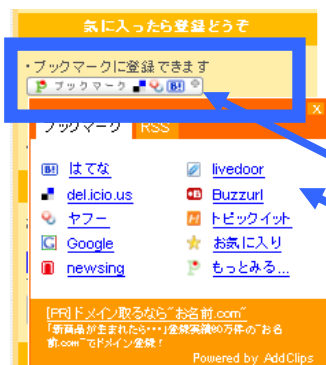 気に入ったら登録どうぞ
・ブックマークに登録できます
ブックマーク
X
ブックマーク RSS
はてな livedoor
del.icio.us Buzzurl
ヤフー トピックイット
Google お気に入り
newsing もっとみる...
[PR]ドメイン取るなら~お名前.com~
「新商品が生まれたら・・・」登録実績90万件の~お名
前.com~でドメイン登録！
Powered by AddClips